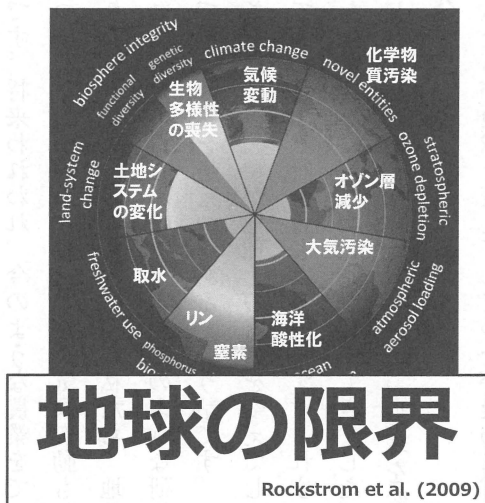 biosphere integrity
functional diversity
genetic diversity
climate change
novel entities
stratospheric
ozone depletion
atmospheric
aerosol loading
ocean
phosphorus
freshwater use
land-system
change
生物
多様性
の喪失
気候
変動
化学物
質汚染
オゾン層
減少
大気汚染
海洋
酸性化
窒素
リン
取水
土地シ
ステム
の変化
地球の限界
Rockstrom et al. (2009)